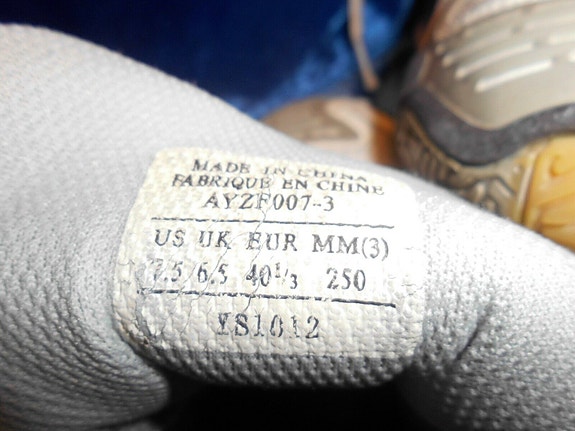 MADE IN CHINA
FABRIQUE EN CHINE
AYZF007-3
US UK EUR MM(3)
7.5 6.5 40⅓ 250
YS1012